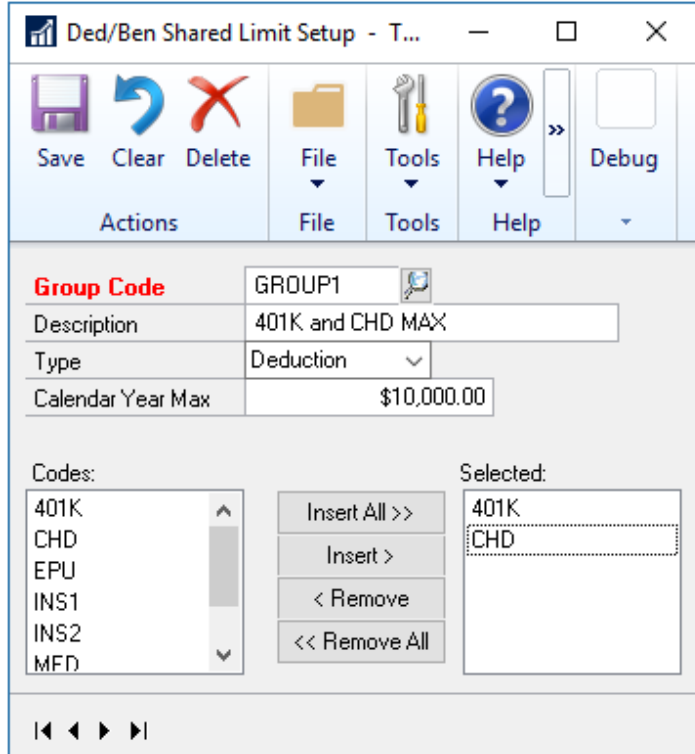 Ded/Ben Shared Limit Setup - T...
Save Clear Delete File Tools Help » Debug
Actions File Tools Help
Group Code GROUP1
Description 401K and CHD MAX
Type Deduction
Calendar Year Max $10,000.00
Codes: Selected:
401K Insert All >> 401K
CHD Insert > CHD
EPU
INS1 < Remove
INS2 << Remove All
MED